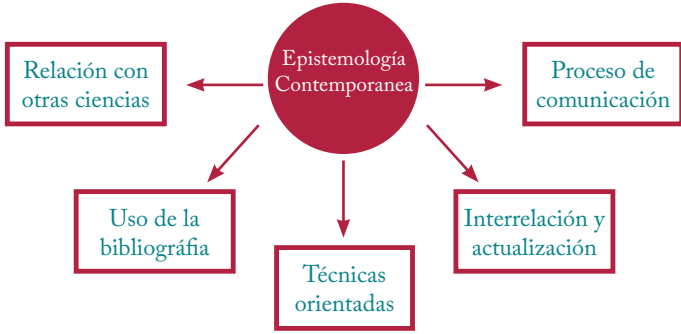 Epistemología
Contemporanea
Relación con
otras ciencias
Proceso de
comunicación
Uso de la
bibliográfia
Interrelación y
actualización
Técnicas
orientadas